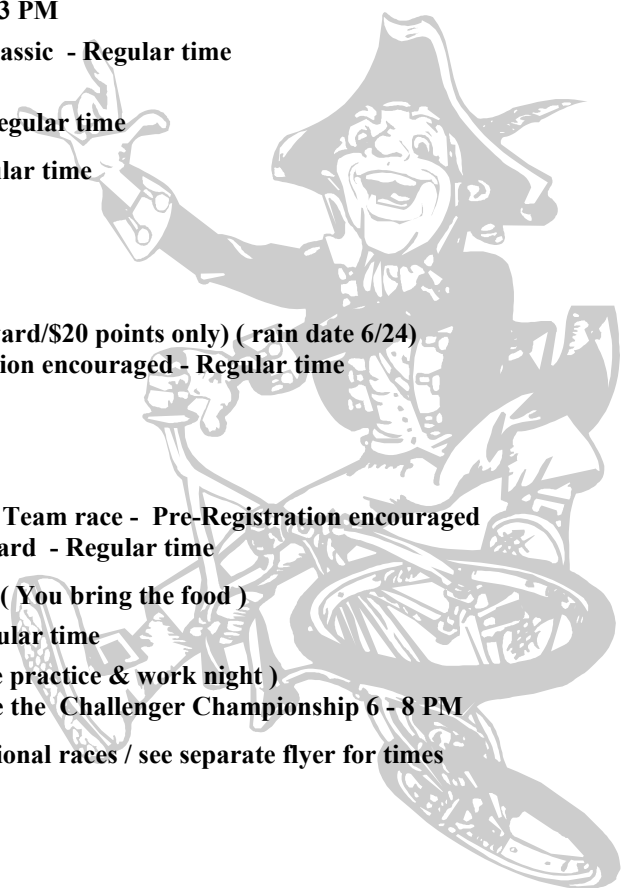 3 PM
assic - Regular time
egular time
lar time
ard/$20 points only) ( rain date 6/24)
ion encouraged - Regular time
Team race - Pre-Registration encouraged
ard - Regular time
( You bring the food )
ular time
e practice & work night )
e the Challenger Championship 6 - 8 PM
ional races / see separate flyer for times